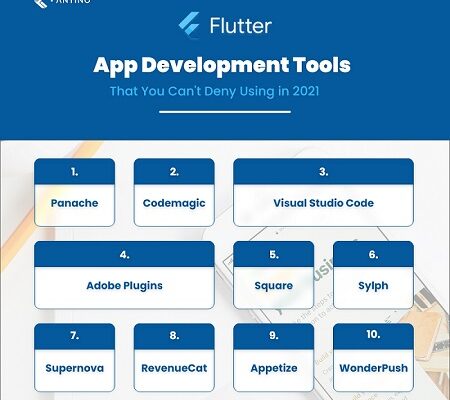 Flutter
App Development Tools
That You Can't Deny Using in 2021
1. 2. 3.
Panache Codemagic Visual Studio Code
4. 5. 6.
Adobe Plugins Square Sylph
7. 8. 9. 10.
Supernova RevenueCat Appetize WonderPush